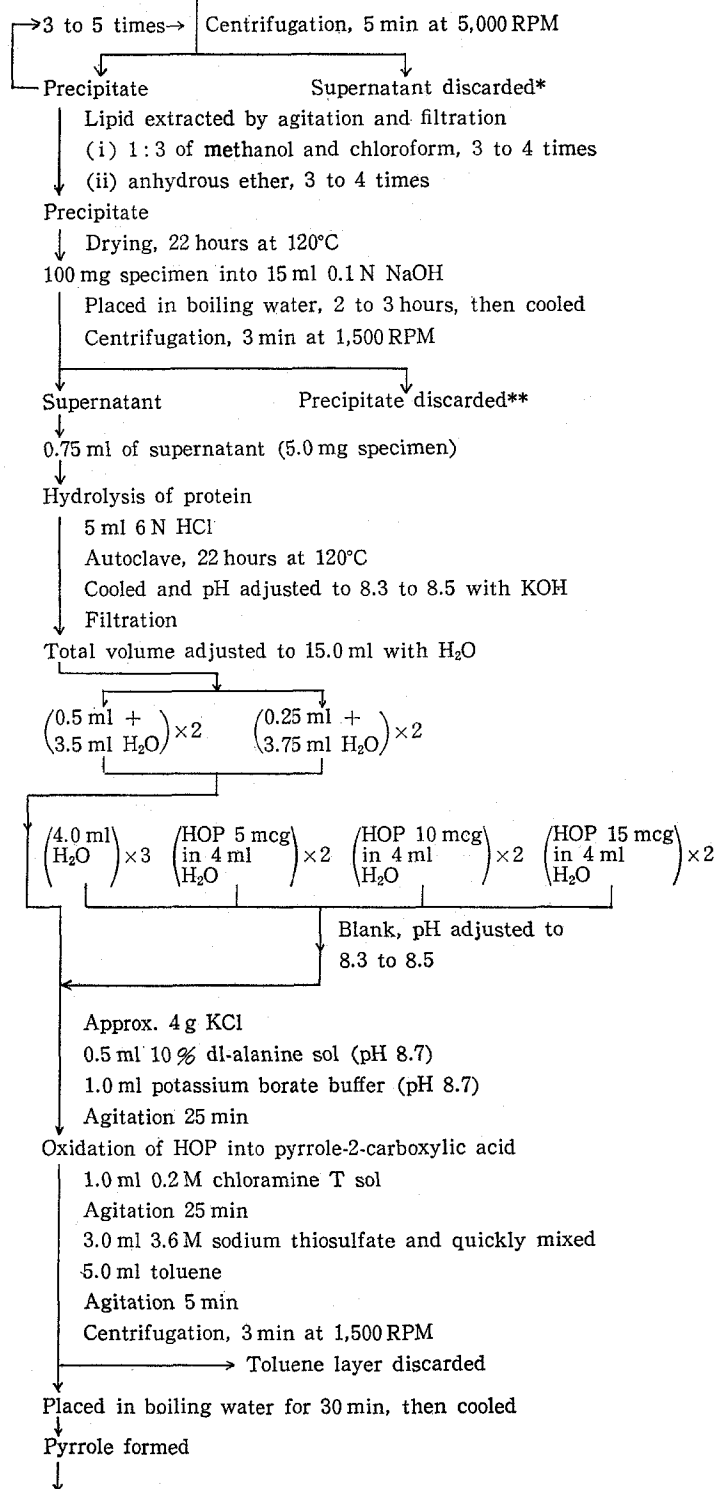 3 to 5 times→ Centrifugation, 5 min at 5,000 RPM
Precipitate Supernatant discarded*
Lipid extracted by agitation and filtration
(i) 1:3 of methanol and chloroform, 3 to 4 times
(ii) anhydrous ether, 3 to 4 times
Precipitate
Drying, 22 hours at 120°C
100 mg specimen into 15 ml 0.1 N NaOH
Placed in boiling water, 2 to 3 hours, then cooled
Centrifugation, 3 min at 1,500 RPM
Supernatant Precipitate discarded**
0.75 ml of supernatant (5.0 mg specimen)
Hydrolysis of protein
5 ml 6 N HCl
Autoclave, 22 hours at 120°C
Cooled and pH adjusted to 8.3 to 8.5 with KOH
Filtration
Total volume adjusted to 15.0 ml with H₂O
(0.5 ml + (0.25 ml +
3.5 ml H₂O)×2 3.75 ml H₂O)×2
(4.0 ml (HOP 5 mcg (HOP 10 mcg (HOP 15 mcg
H₂O)×3 in 4 ml)×2 in 4 ml)×2 in 4 ml)×2
H₂O H₂O H₂O
Blank, pH adjusted to
8.3 to 8.5
Approx. 4 g KCl
0.5 ml 10% dl-alanine sol (pH 8.7)
1.0 ml potassium borate buffer (pH 8.7)
Agitation 25 min
Oxidation of HOP into pyrrole-2-carboxylic acid
1.0 ml 0.2 M chloramine T sol
Agitation 25 min
3.0 ml 3.6 M sodium thiosulfate and quickly mixed
5.0 ml toluene
Agitation 5 min
Centrifugation, 3 min at 1,500 RPM
Toluene layer discarded
Placed in boiling water for 30 min, then cooled
Pyrrole formed